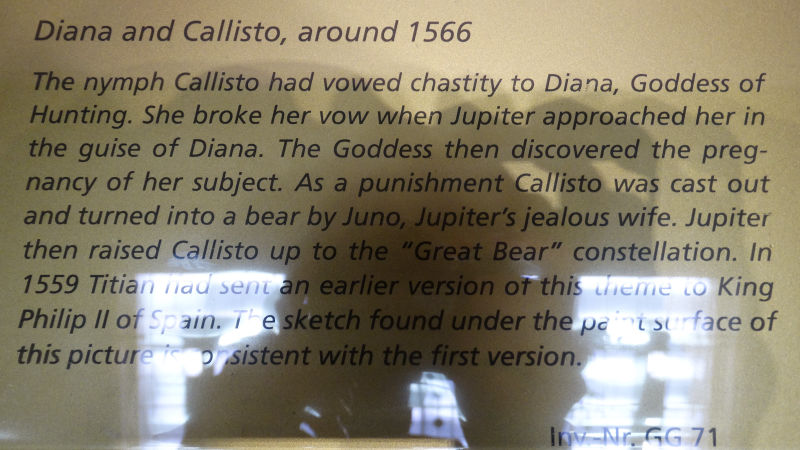 Diana and Callisto, around 1566
The nymph Callisto had vowed chastity to Diana, Goddess of
Hunting. She broke her vow when Jupiter approached her in
the guise of Diana. The Goddess then discovered the preg-
nancy of her subject. As a punishment Callisto was cast out
and turned into a bear by Juno, Jupiter's jealous wife. Jupiter
then raised Callisto up to the “Great Bear” constellation. In
1559 Titian had sent an earlier version of this theme to King
Philip II of Spain. The sketch found under the paint surface of
this picture is consistent with the first version.
Inv.-Nr. GG 71